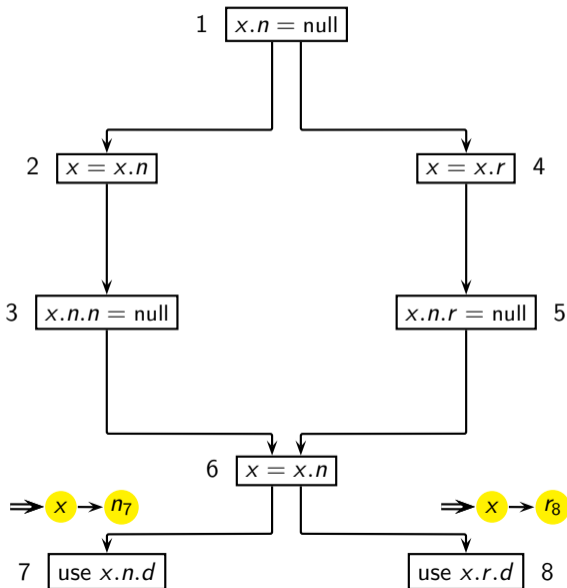 1 x.n = null
2 x = x.n
x = x.r 4
3 x.n.n = null
x.n.r = null 5
6 x = x.n
x n₇
x r₈
7 use x.n.d
use x.r.d 8